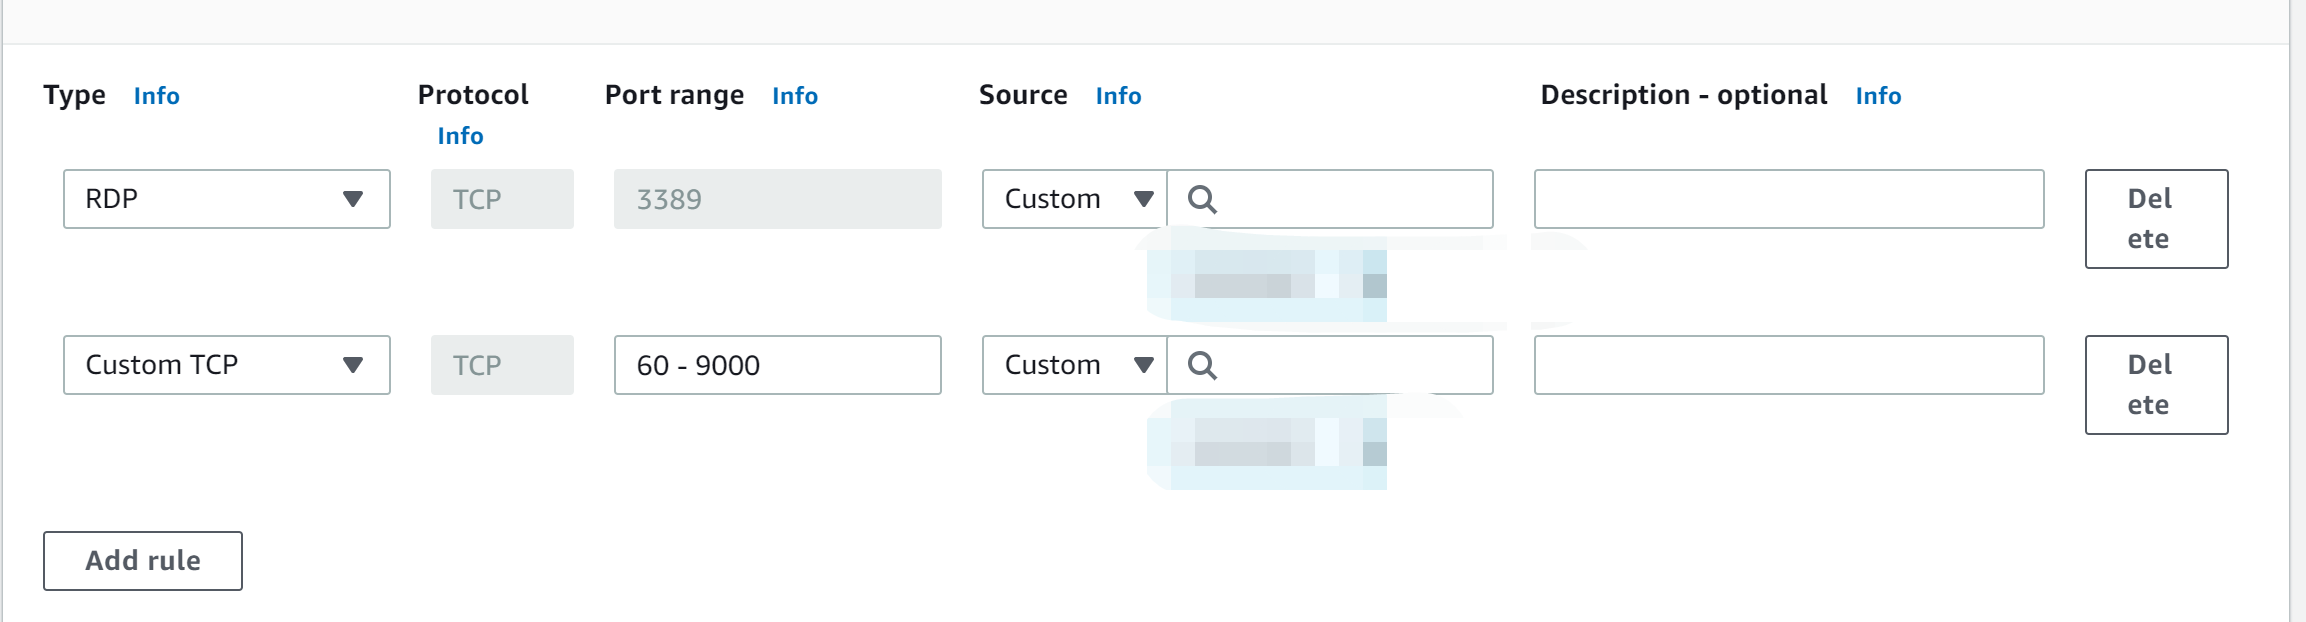 Type Info Protocol Info Port range Info Source Info Description - optional Info
RDP TCP 3389 Custom Delete
Custom TCP TCP 60 - 9000 Custom Delete
Add rule